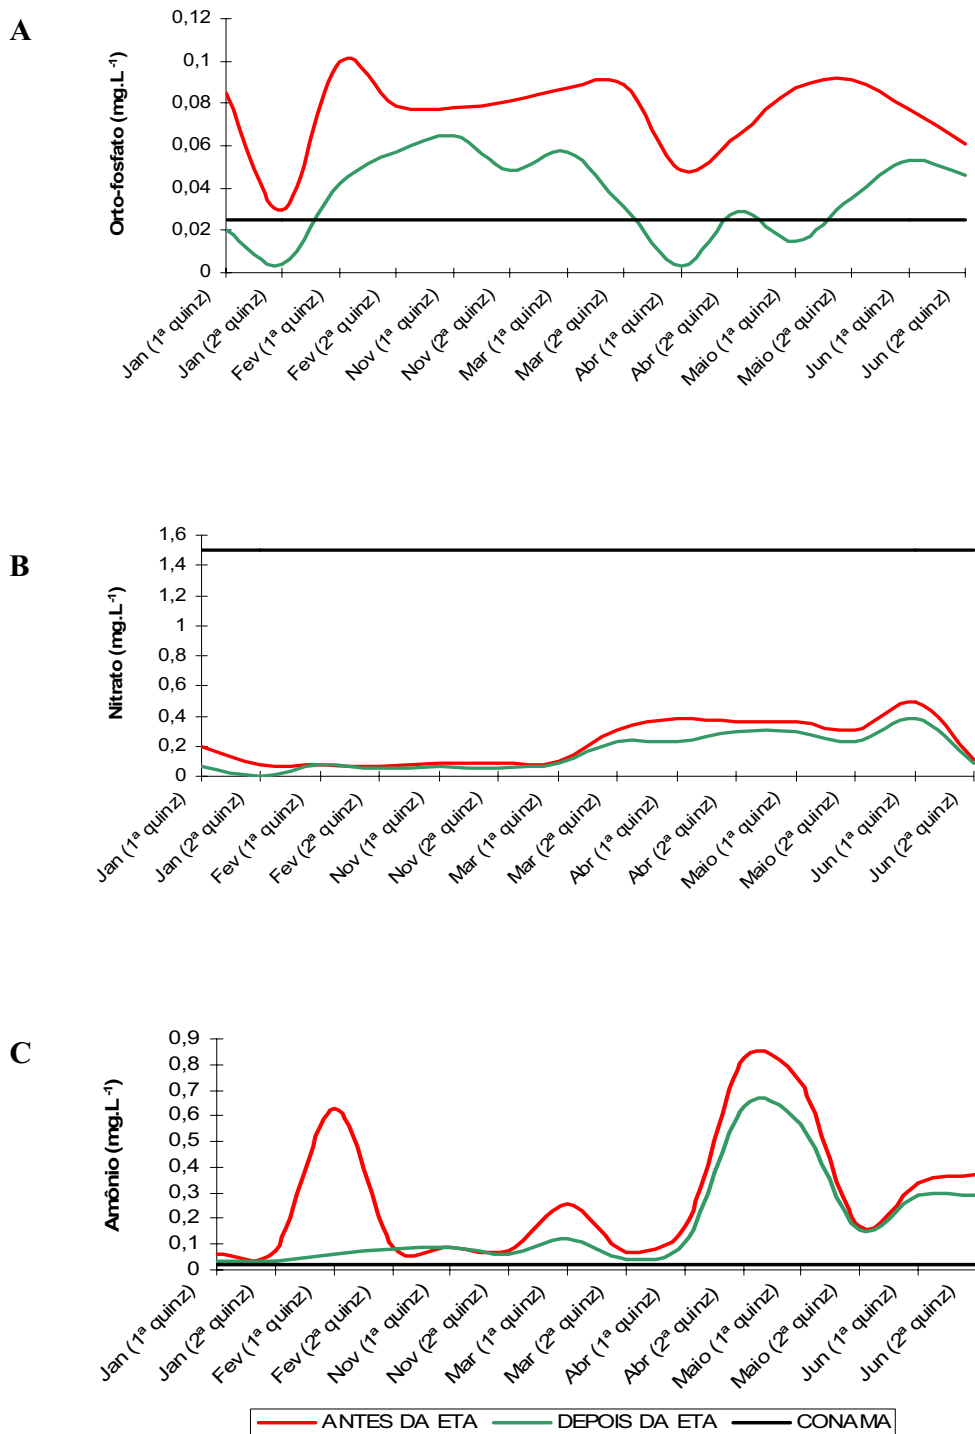 A
Orto-fosfato (mg.L-1)
0,12
0,1
0,08
0,06
0,04
0,02
0
Jan (1ª quinz)
Jan (2ª quinz)
Fev (1ª quinz)
Fev (2ª quinz)
Nov (1ª quinz)
Nov (2ª quinz)
Mar (1ª quinz)
Mar (2ª quinz)
Abr (1ª quinz)
Abr (2ª quinz)
Maio (1ª quinz)
Maio (2ª quinz)
Jun (1ª quinz)
Jun (2ª quinz)
B
Nitrato (mg.L-1)
1,6
1,4
1,2
1
0,8
0,6
0,4
0,2
0
Jan (1ª quinz)
Jan (2ª quinz)
Fev (1ª quinz)
Fev (2ª quinz)
Nov (1ª quinz)
Nov (2ª quinz)
Mar (1ª quinz)
Mar (2ª quinz)
Abr (1ª quinz)
Abr (2ª quinz)
Maio (1ª quinz)
Maio (2ª quinz)
Jun (1ª quinz)
Jun (2ª quinz)
C
Amônio (mg.L-1)
0,9
0,8
0,7
0,6
0,5
0,4
0,3
0,2
0,1
0
Jan (1ª quinz)
Jan (2ª quinz)
Fev (1ª quinz)
Fev (2ª quinz)
Nov (1ª quinz)
Nov (2ª quinz)
Mar (1ª quinz)
Mar (2ª quinz)
Abr (1ª quinz)
Abr (2ª quinz)
Maio (1ª quinz)
Maio (2ª quinz)
Jun (1ª quinz)
Jun (2ª quinz)
ANTES DA ETA DEPOIS DA ETA CONAMA